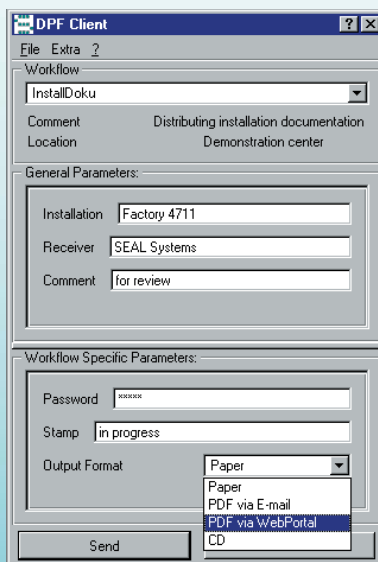 DPF Client
File Extra ?
Workflow
InstallDoku
Comment Distributing installation documentation
Location Demonstration center
General Parameters:
Installation Factory 4711
Receiver SEAL Systems
Comment for review
Workflow Specific Parameters:
Password *****
Stamp in progress
Output Format Paper
Paper
PDF via E-mail
PDF via WebPortal
CD
Send